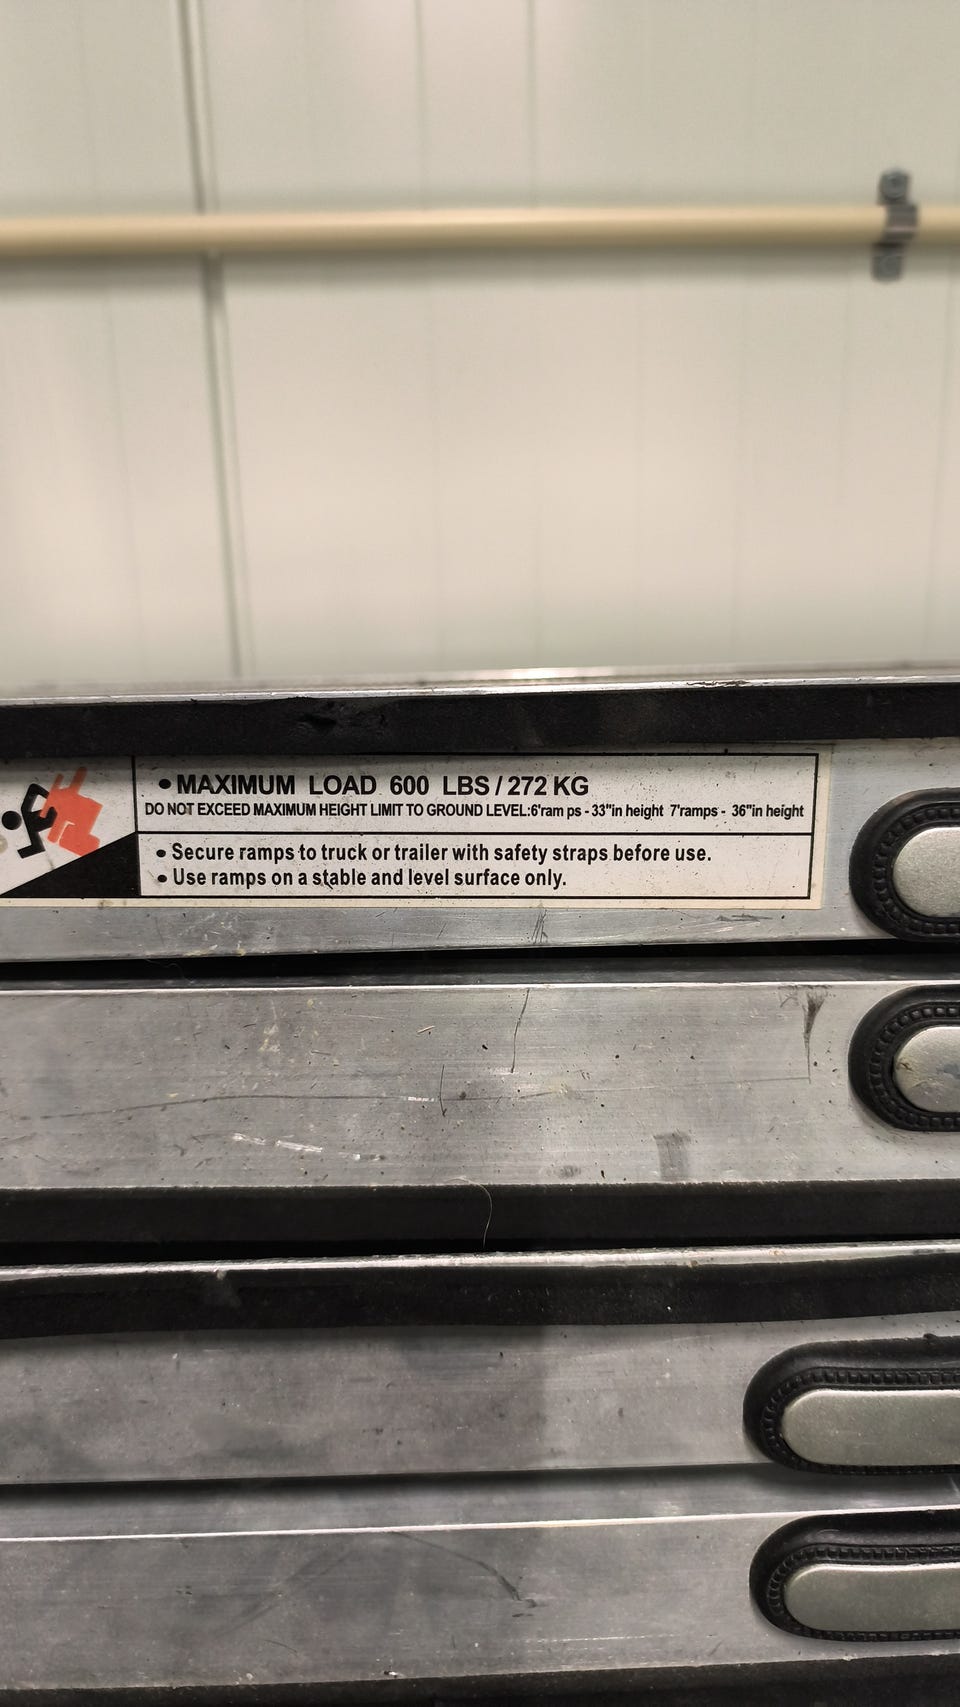 • MAXIMUM LOAD 600 LBS / 272 KG
DO NOT EXCEED MAXIMUM HEIGHT LIMIT TO GROUND LEVEL:6'ram ps - 33"in height 7'ramps - 36"in height
• Secure ramps to truck or trailer with safety straps before use.
• Use ramps on a stable and level surface only.